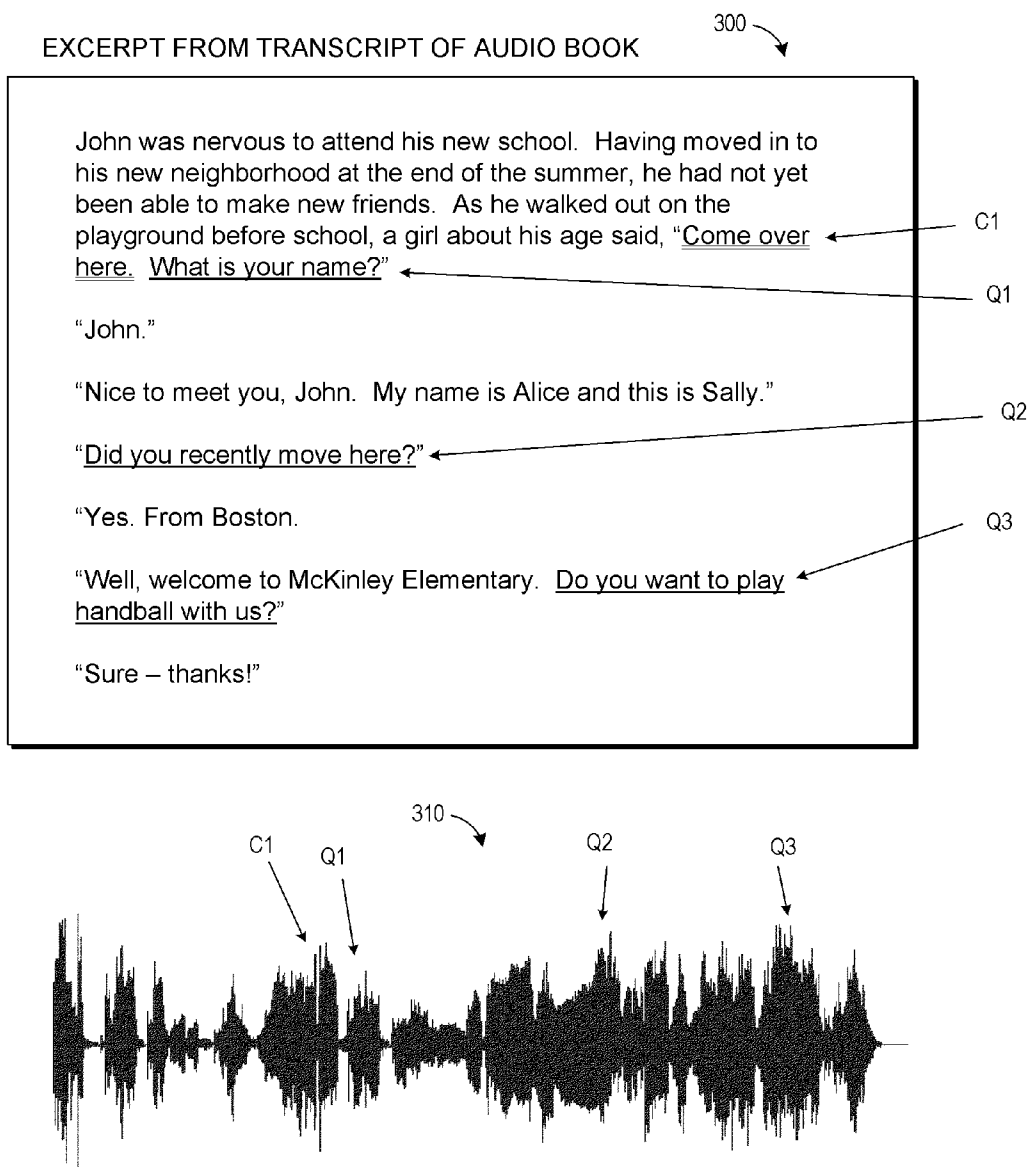 300
EXCERPT FROM TRANSCRIPT OF AUDIO BOOK
John was nervous to attend his new school.  Having moved in to
his new neighborhood at the end of the summer, he had not yet
been able to make new friends.  As he walked out on the
playground before school, a girl about his age said, “Come over
here.  What is your name?”
C1
Q1
“John.”
“Nice to meet you, John.  My name is Alice and this is Sally.”
Q2
“Did you recently move here?”
“Yes. From Boston.
Q3
“Well, welcome to McKinley Elementary.  Do you want to play
handball with us?”
“Sure – thanks!”
310
C1
Q1
Q2
Q3